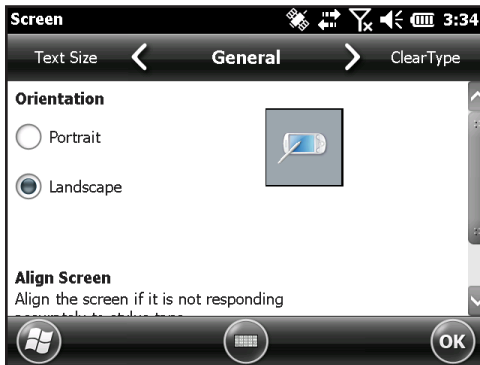 Screen 3:34
Text Size General ClearType
Orientation
Portrait
Landscape
Align Screen
Align the screen if it is not responding
OK